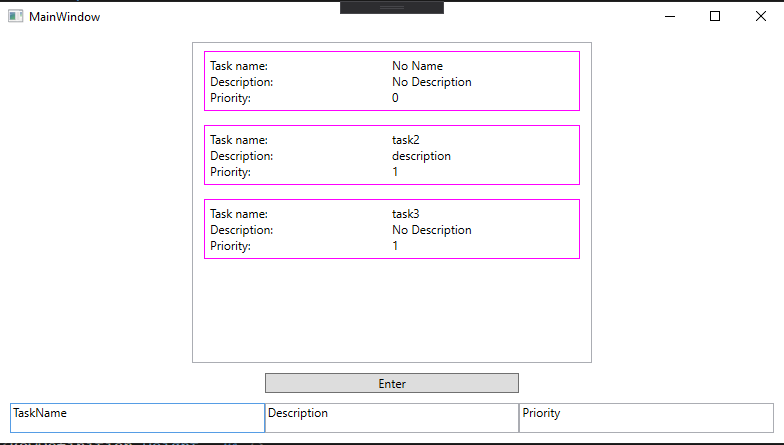 MainWindow
Task name: No Name
Description: No Description
Priority: 0
Task name: task2
Description: description
Priority: 1
Task name: task3
Description: No Description
Priority: 1
Enter
TaskName Description Priority